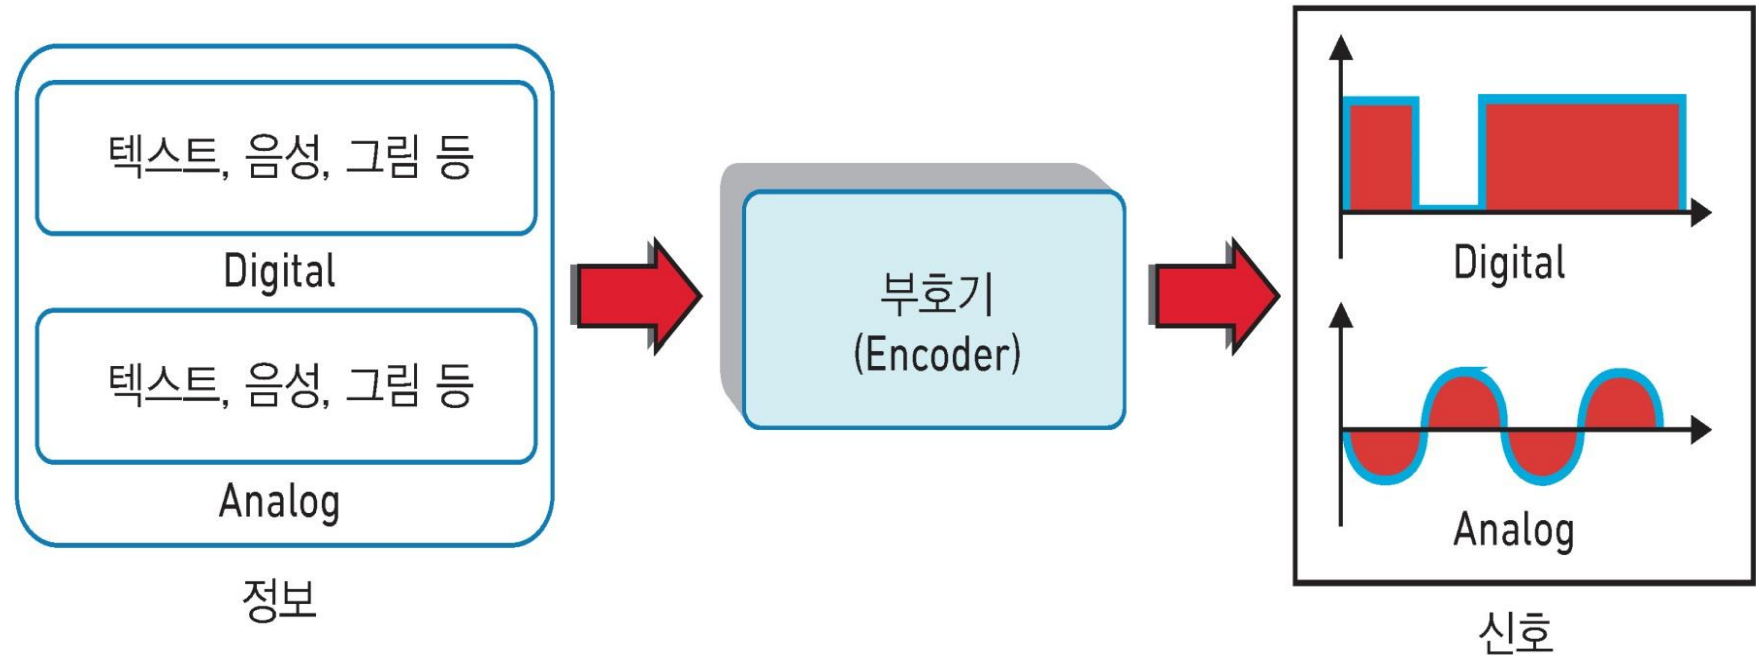 텍스트, 음성, 그림 등
Digital
텍스트, 음성, 그림 등
Analog
정보
부호기
(Encoder)
Digital
Analog
신호